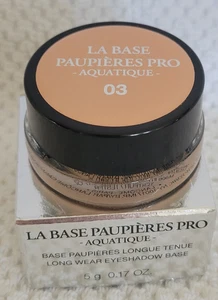 LA BASE
PAUPIÈRES PRO
- AQUATIQUE -
03
LA BASE PAUPIÈRES PRO
- AQUATIQUE -
BASE PAUPIÈRES LONGUE TENUE
LONG WEAR EYESHADOW BASE
5 g. 0.17 OZ.